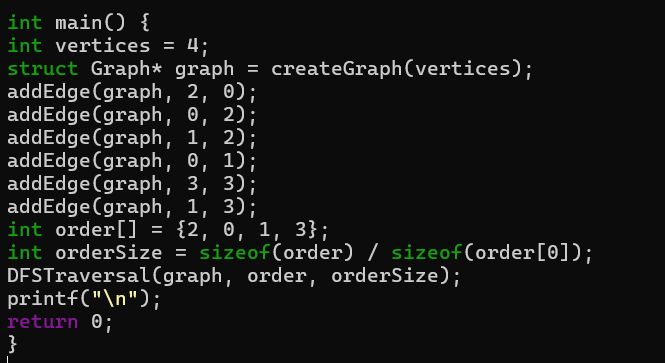 int main() {
int vertices = 4;
struct Graph* graph = createGraph(vertices);
addEdge(graph, 2, 0);
addEdge(graph, 0, 2);
addEdge(graph, 1, 2);
addEdge(graph, 0, 1);
addEdge(graph, 3, 3);
addEdge(graph, 1, 3);
int order[] = {2, 0, 1, 3};
int orderSize = sizeof(order) / sizeof(order[0]);
DFSTraversal(graph, order, orderSize);
printf("\n");
return 0;
}